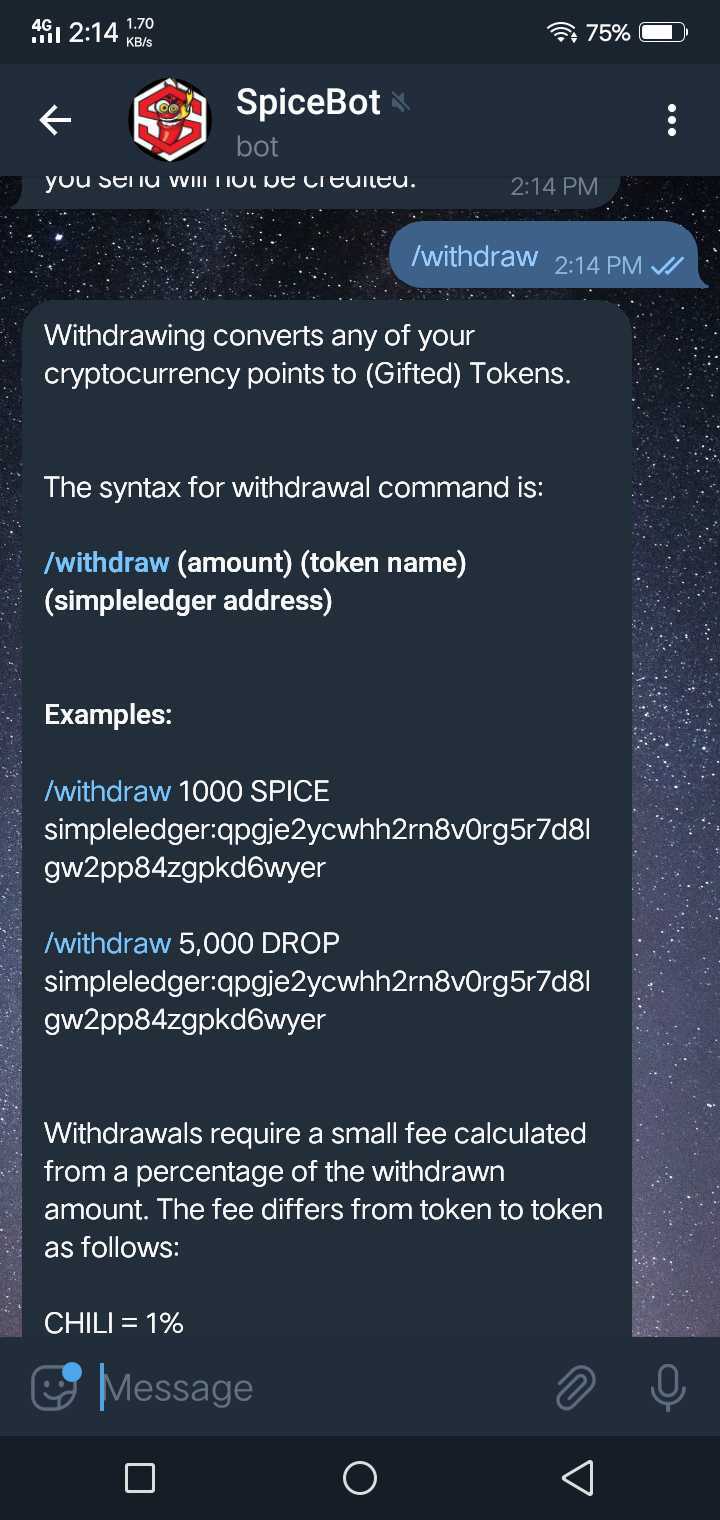 4G 2:14 1.70 KB/s 75%
SpiceBot
bot
you send will not be credited. 2:14 PM
/withdraw 2:14 PM
Withdrawing converts any of your
cryptocurrency points to (Gifted) Tokens.
The syntax for withdrawal command is:
/withdraw (amount) (token name)
(simpleledger address)
Examples:
/withdraw 1000 SPICE
simpleledger:qpgje2ycwhh2rn8v0rg5r7d8l
gw2pp84zgpkd6wyer
/withdraw 5,000 DROP
simpleledger:qpgje2ycwhh2rn8v0rg5r7d8l
gw2pp84zgpkd6wyer
Withdrawals require a small fee calculated
from a percentage of the withdrawn
amount. The fee differs from token to token
as follows:
CHILI = 1%
Message